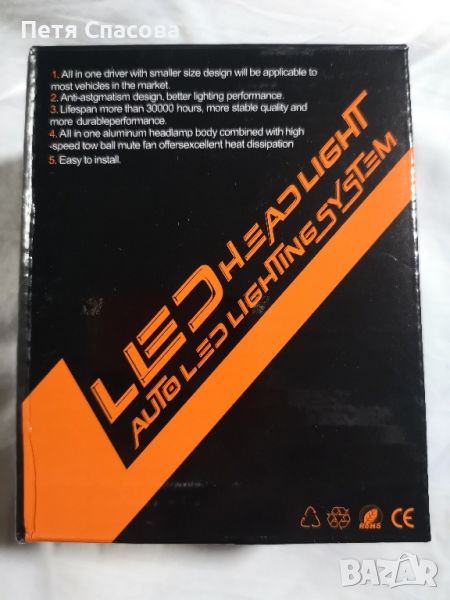 Петя Спасова
1. All in one driver with smaller size design will be applicable to
most vehicles in the market.
2. Anti-astgmatism design, better lighting performance.
3. Lifespan more than 30000 hours, more stable quality and
more durableperformance.
4. All in one aluminum headlamp body combined with high
-speed tow ball mute fan offersexcellent heat dissipation
5. Easy to install.
LED HEADLIGHT
AUTO LED LIGHTING SYSTEM
ROHS
CE
BAZAR